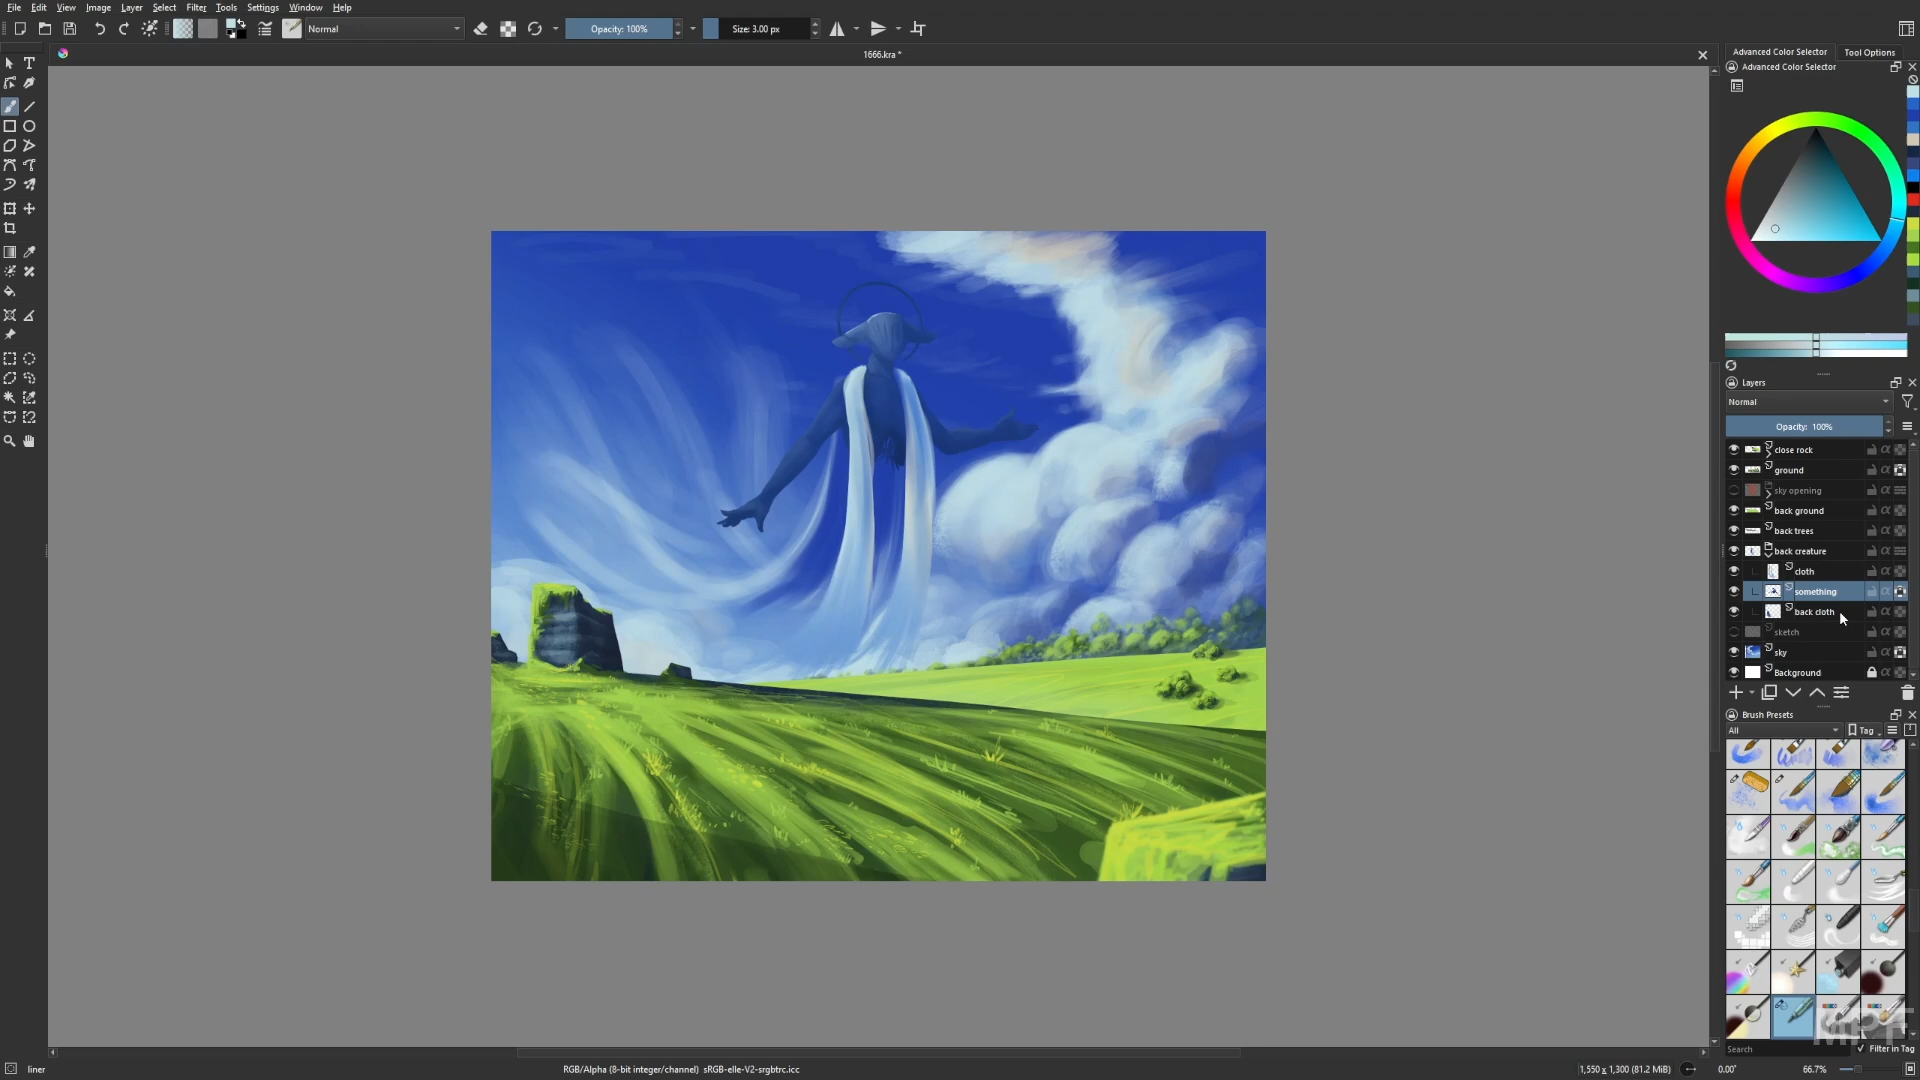 File Edit View Image Layer Select Filter Tools Settings Window Help
Normal
Opacity: 100%
Size: 3.00 px
1666.kra *
Advanced Color Selector
Tool Options
Advanced Color Selector
Layers
Normal
Opacity: 100%
close rock
ground
sky opening
back ground
back trees
back creature
cloth
something
back cloth
sketch
sky
Background
Brush Presets
All
Tag
MPF
Search
Filter in Tag
liner
RGB/Alpha (8-bit integer/channel) sRGB-elle-V2-srgbtrc.icc
1,550 x 1,300 (81.2 MiB)
0.00°
66.7%